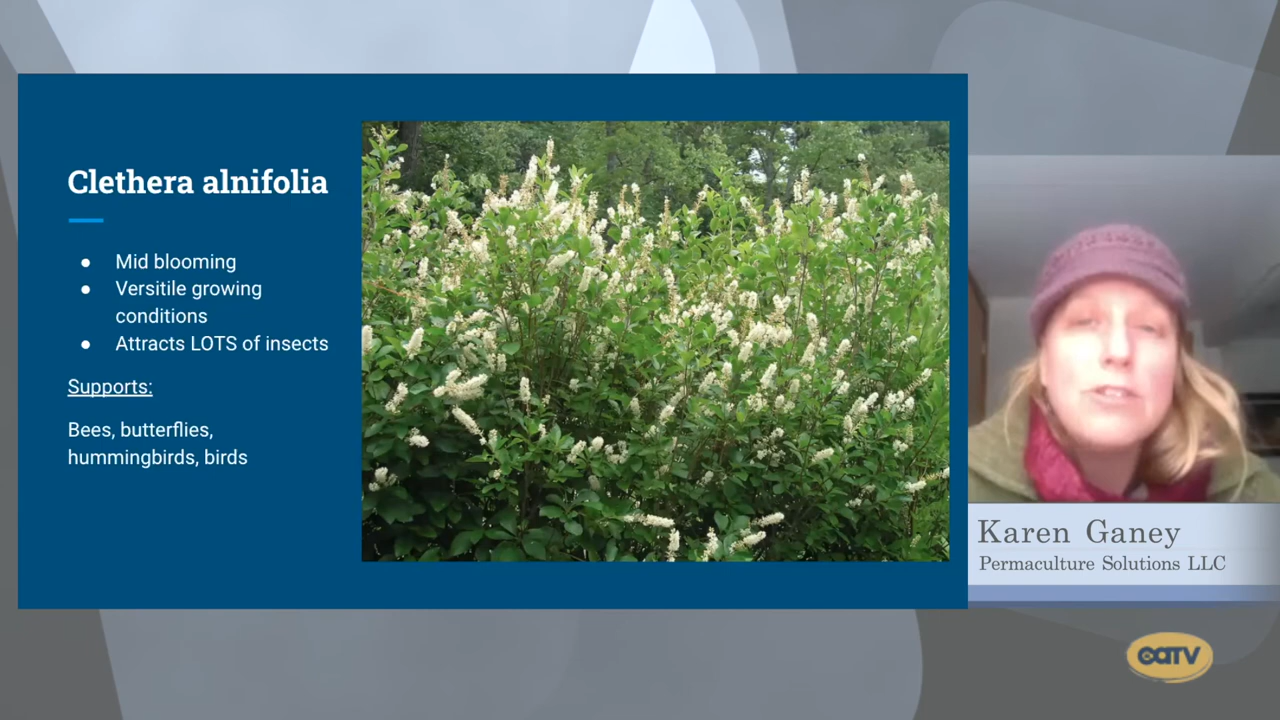 Clethera alnifolia
● Mid blooming
● Versitile growing
conditions
● Attracts LOTS of insects
Supports:
Bees, butterflies,
hummingbirds, birds
Karen Ganey
Permaculture Solutions LLC
CATV